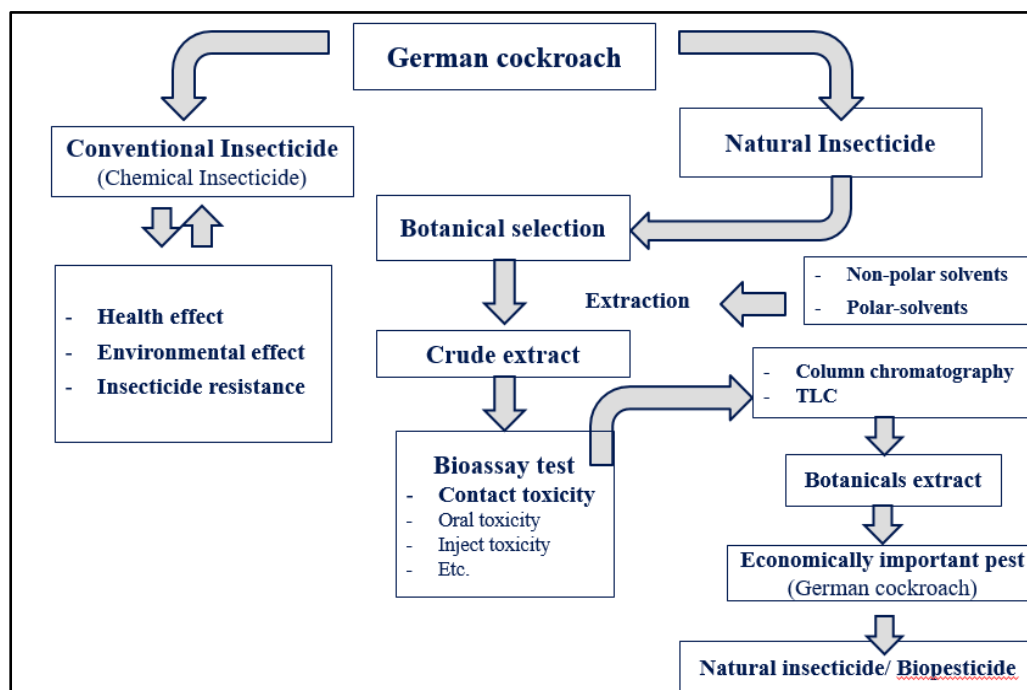 German cockroach
Conventional Insecticide
(Chemical Insecticide)
Natural Insecticide
- Health effect
- Environmental effect
- Insecticide resistance
Botanical selection
Extraction
- Non-polar solvents
- Polar-solvents
Crude extract
Bioassay test
- Contact toxicity
- Oral toxicity
- Inject toxicity
- Etc.
- Column chromatography
- TLC
Botanicals extract
Economically important pest
(German cockroach)
Natural insecticide/ Biopesticide